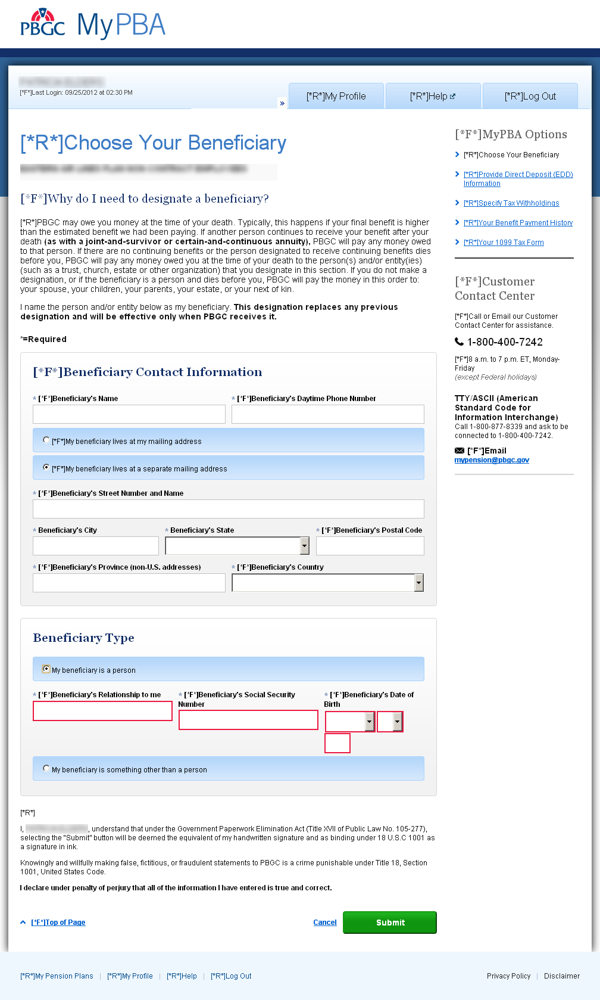 PBGC MyPBA
[*F*]Last Login: 09/25/2012 at 02:30 PM
»
[*R*]My Profile
[*R*]Help
[*R*]Log Out
[*R*]Choose Your Beneficiary
[*F*]Why do I need to designate a beneficiary?
[*R*]PBGC may owe you money at the time of your death. Typically, this happens if your final benefit is higher
than the estimated benefit we had been paying. If another person continues to receive your benefit after your
death (as with a joint-and-survivor or certain-and-continuous annuity), PBGC will pay any money owed
to that person. If there are no continuing benefits or the person designated to receive continuing benefits dies
before you, PBGC will pay any money owed you at the time of your death to the person(s) and/or entity(ies)
(such as a trust, church, estate or other organization) that you designate in this section. If you do not make a
designation, or if the beneficiary is a person and dies before you, PBGC will pay the money in this order to:
your spouse, your children, your parents, your estate, or your next of kin.
I name the person and/or entity below as my beneficiary. This designation replaces any previous
designation and will be effective only when PBGC receives it.
*=Required
[*F*]Beneficiary Contact Information
* [*F*]Beneficiary's Name
* [*F*]Beneficiary's Daytime Phone Number
[*F*]My beneficiary lives at my mailing address
[*F*]My beneficiary lives at a separate mailing address
* [*F*]Beneficiary's Street Number and Name
* Beneficiary's City
* Beneficiary's State
* [*F*]Beneficiary's Postal Code
* [*F*]Beneficiary's Province (non-U.S. addresses)
* [*F*]Beneficiary's Country
Beneficiary Type
My beneficiary is a person
* [*F*]Beneficiary's Relationship to me
* [*F*]Beneficiary's Social Security
Number
* [*F*]Beneficiary's Date of
Birth
My beneficiary is something other than a person
[*R*]
I, , understand that under the Government Paperwork Elimination Act (Title XVII of Public Law No. 105-277),
selecting the "Submit" button will be deemed the equivalent of my handwritten signature and as binding under 18 U.S.C 1001 as
a signature in ink.
Knowingly and willfully making false, fictitious, or fraudulent statements to PBGC is a crime punishable under Title 18, Section
1001, United States Code.
I declare under penalty of perjury that all of the information I have entered is true and correct.
[*F*]Top of Page
Cancel
Submit
[*F*]MyPBA Options
[*R*]Choose Your Beneficiary
[*R*]Provide Direct Deposit (EDD)
Information
[*R*]Specify Tax Withholdings
[*R*]Your Benefit Payment History
[*R*]Your 1099 Tax Form
[*F*]Customer
Contact Center
[*F*]Call or Email our Customer
Contact Center for assistance.
1-800-400-7242
[*F*]8 a.m. to 7 p.m. ET, Monday-
Friday
(except Federal holidays)
TTY/ASCII (American
Standard Code for
Information Interchange)
Call 1-800-877-8339 and ask to be
connected to 1-800-400-7242.
[*F*]Email
mypension@pbgc.gov
[*R*]My Pension Plans | [*R*]My Profile | [*R*]Help | [*R*]Log Out
Privacy Policy | Disclaimer